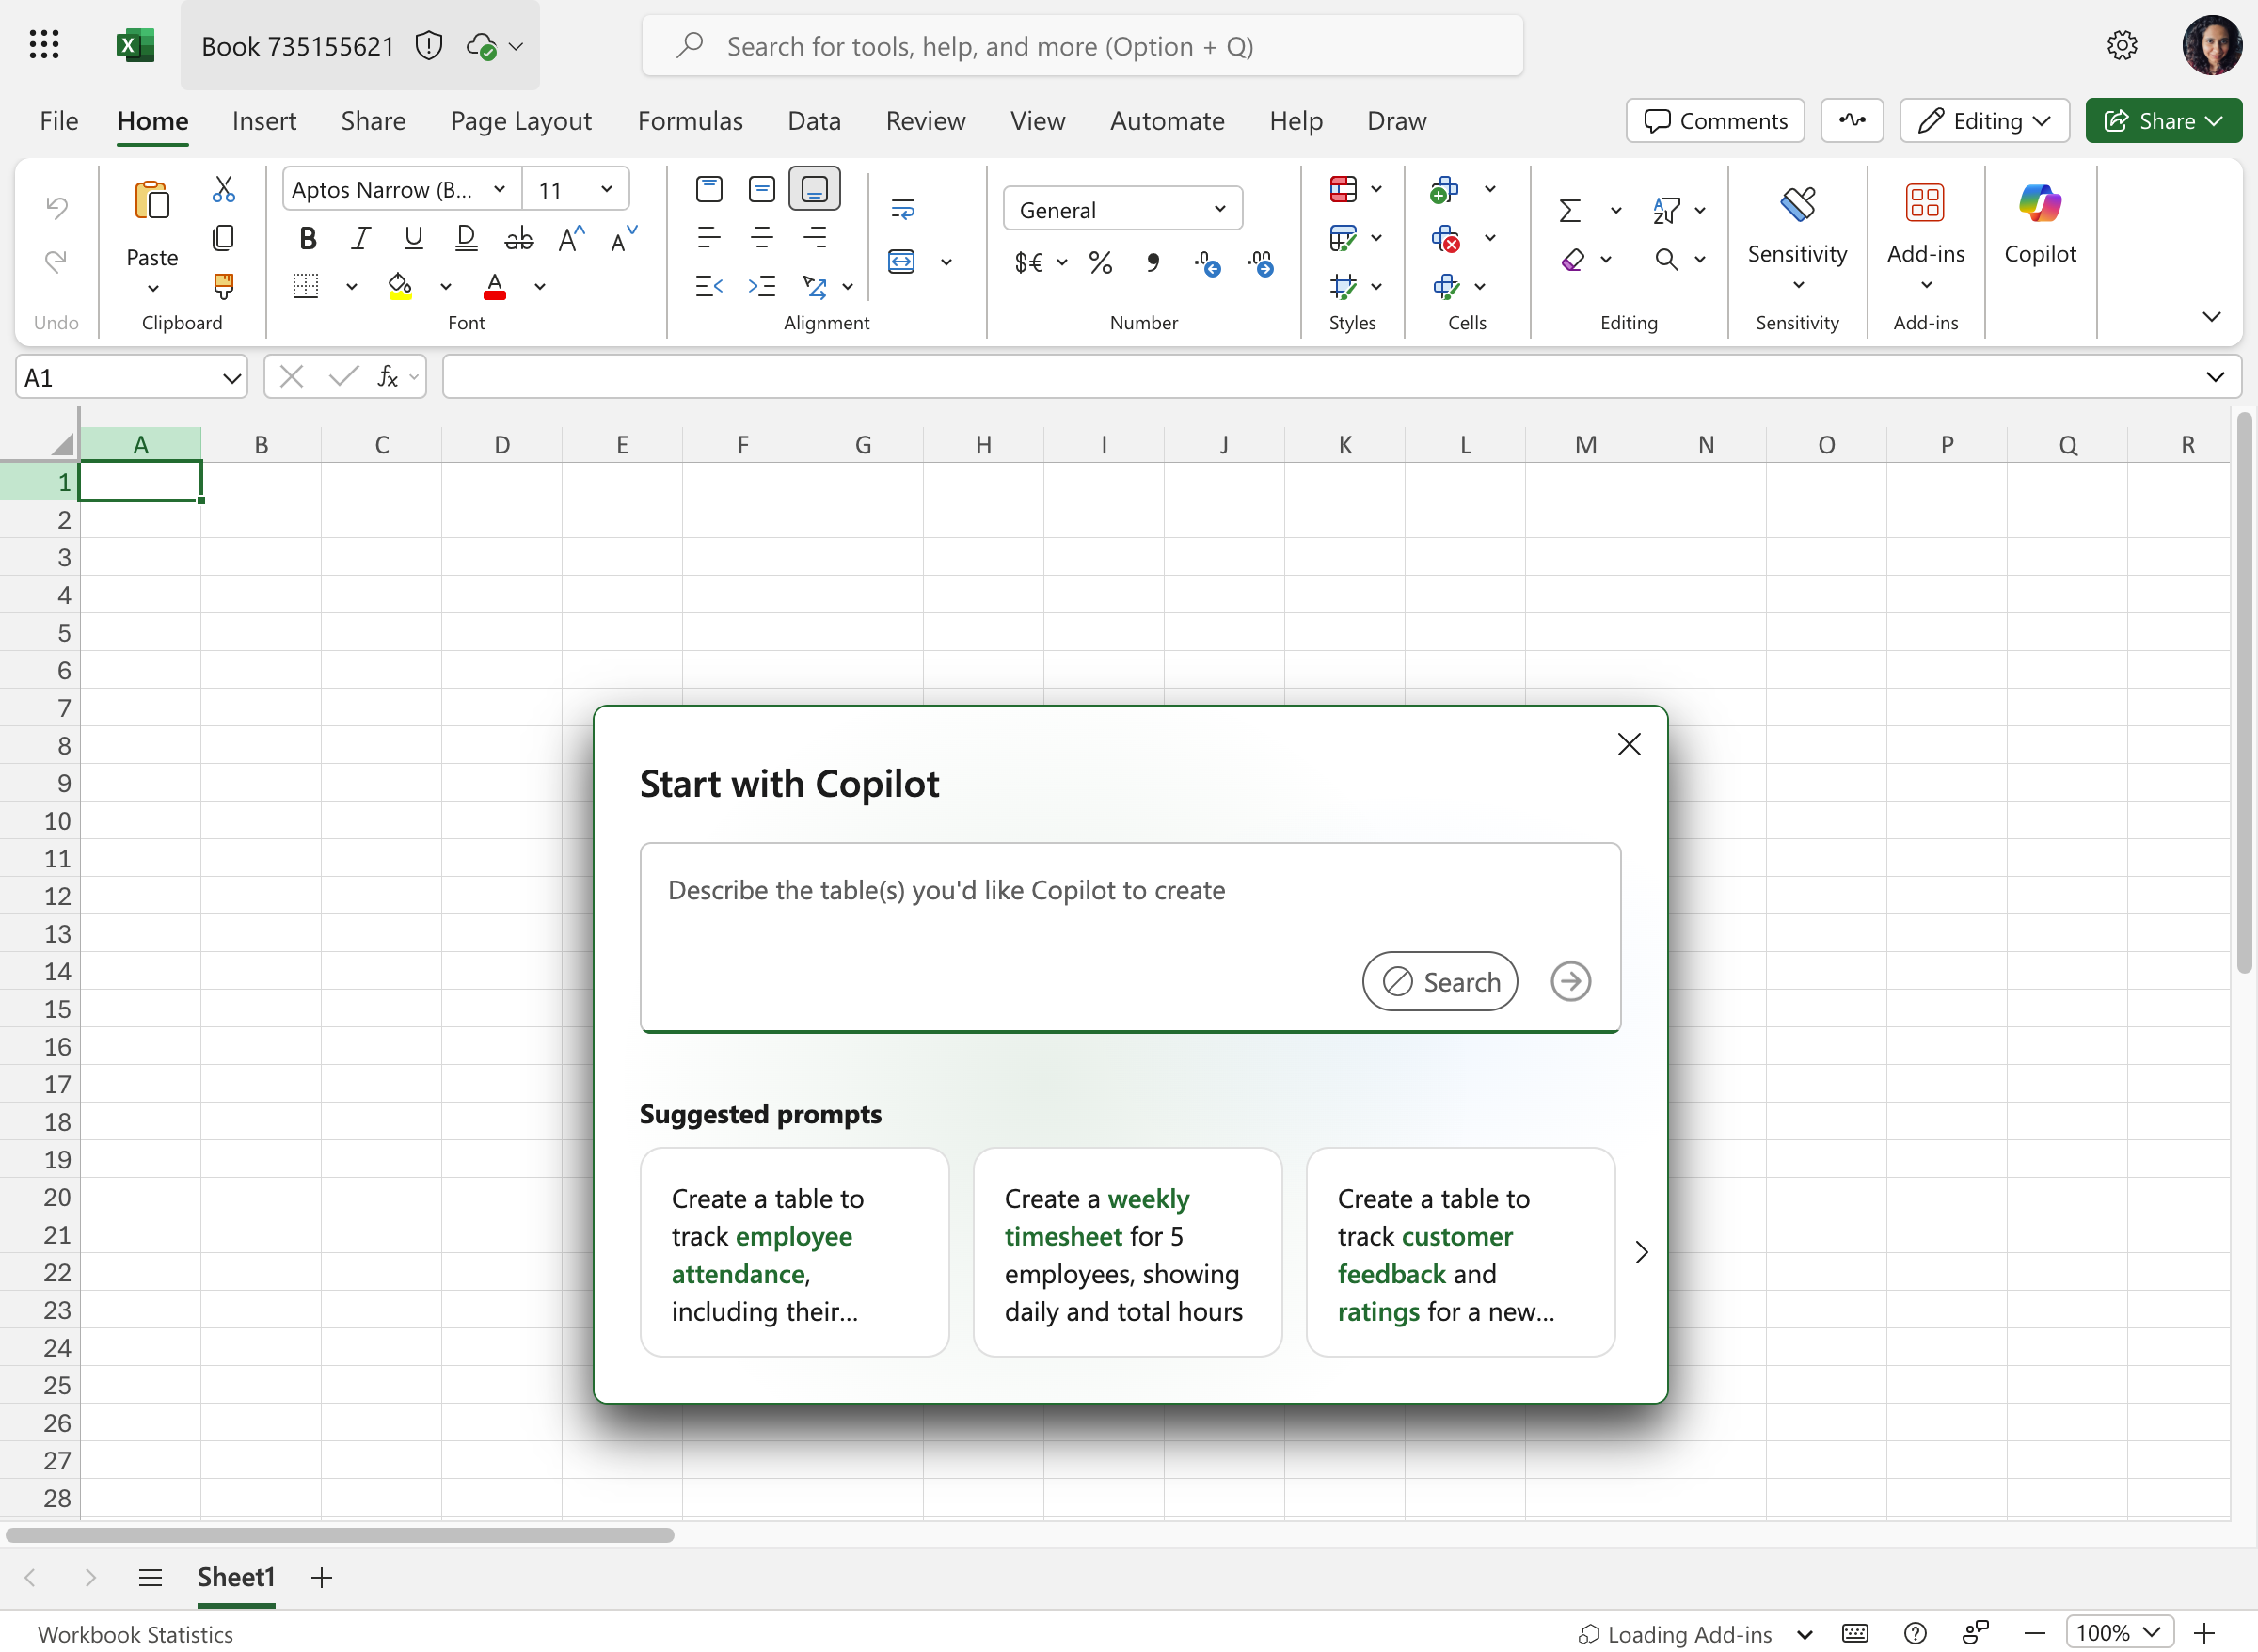 Book 735155621
Search for tools, help, and more (Option + Q)
File Home Insert Share Page Layout Formulas Data Review View Automate Help Draw
Comments Editing Share
Paste
Aptos Narrow (B... 11
General
Sensitivity Add-ins Copilot
Undo Clipboard Font Alignment Number Styles Cells Editing Sensitivity Add-ins
A1
A B C D E F G H I J K L M N O P Q R
1
2
3
4
5
6
7
8
9
10
11
12
13
14
15
16
17
18
19
20
21
22
23
24
25
26
27
28
Start with Copilot
Describe the table(s) you'd like Copilot to create
Search
Suggested prompts
Create a table to
track employee
attendance,
including their...
Create a weekly
timesheet for 5
employees, showing
daily and total hours
Create a table to
track customer
feedback and
ratings for a new...
Sheet1
Workbook Statistics
Loading Add-ins
100%